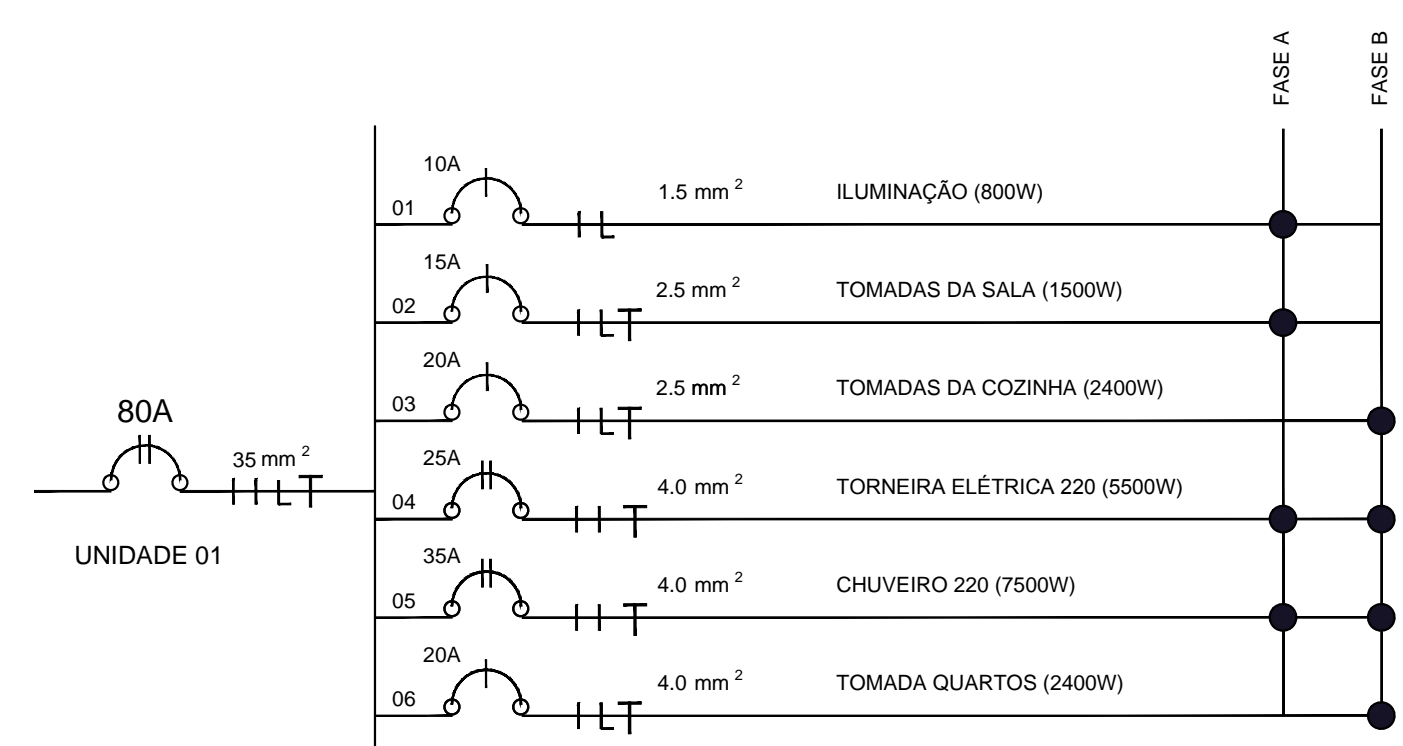 FASE A
FASE B
10A
01
1.5 mm 2
ILUMINAÇÃO (800W)
15A
02
2.5 mm 2
TOMADAS DA SALA (1500W)
20A
03
2.5 mm 2
TOMADAS DA COZINHA (2400W)
80A
35 mm 2
UNIDADE 01
25A
04
4.0 mm 2
TORNEIRA ELÉTRICA 220 (5500W)
35A
05
4.0 mm 2
CHUVEIRO 220 (7500W)
20A
06
4.0 mm 2
TOMADA QUARTOS (2400W)